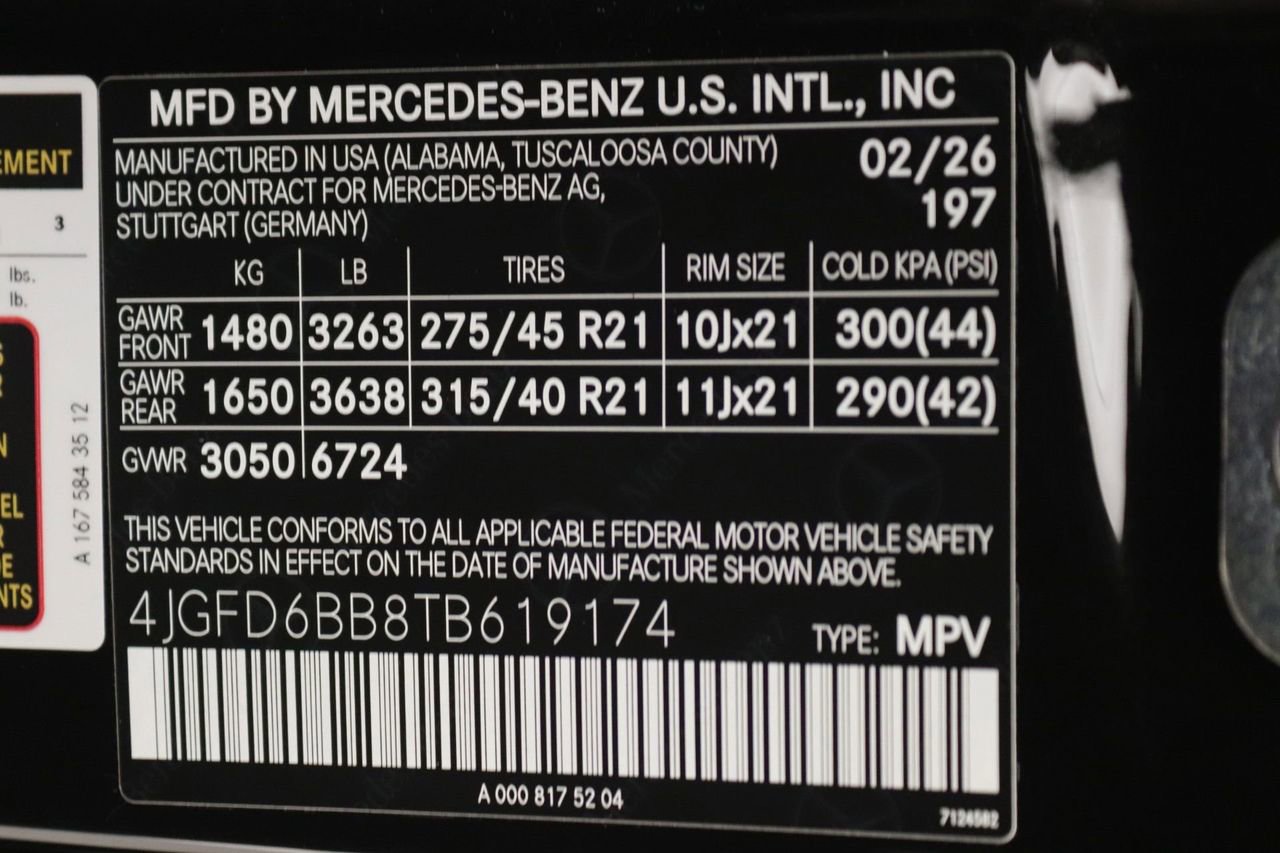 EMENT
3
lbs.
lb.
S
R
N
EL
R
E
NTS
A 167 584 35 12
MFD BY MERCEDES-BENZ U.S. INTL., INC
MANUFACTURED IN USA (ALABAMA, TUSCALOOSA COUNTY) 02/26
UNDER CONTRACT FOR MERCEDES-BENZ AG, 197
STUTTGART (GERMANY)
KG LB TIRES RIM SIZE COLD KPA (PSI)
GAWR FRONT 1480 3263 275/45 R21 10Jx21 300(44)
GAWR REAR 1650 3638 315/40 R21 11Jx21 290(42)
GVWR 3050 6724
THIS VEHICLE CONFORMS TO ALL APPLICABLE FEDERAL MOTOR VEHICLE SAFETY
STANDARDS IN EFFECT ON THE DATE OF MANUFACTURE SHOWN ABOVE.
4JGFD6BB8TB619174 TYPE: MPV
A 000 817 52 04
7124582